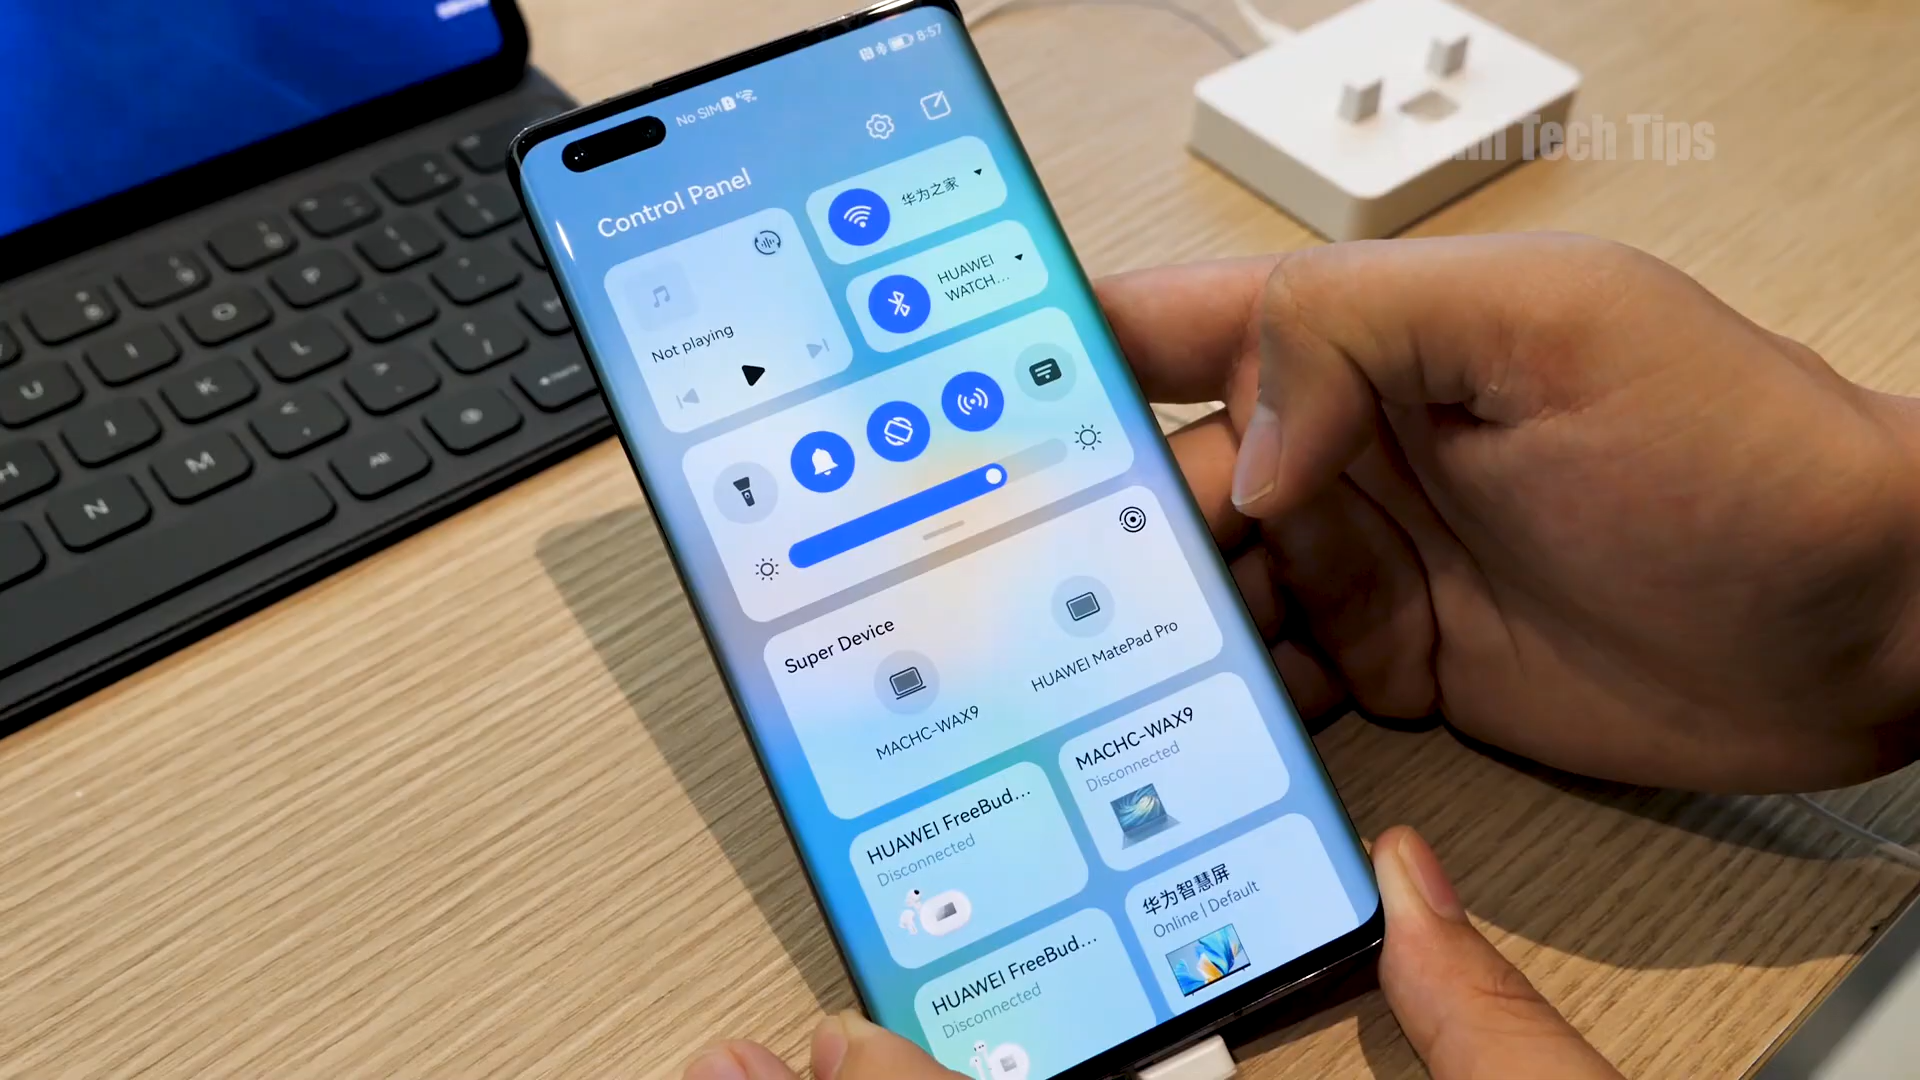 No SIM
8:57
Tech Tips
Control Panel
华为之家
HUAWEI
WATCH...
Not playing
Super Device
MACHC-WAX9
HUAWEI MatePad Pro
MACHC-WAX9
Disconnected
HUAWEI FreeBud...
Disconnected
华为智慧屏
Online | Default
HUAWEI FreeBud...
Disconnected
U
J
K
L
O
P
H
N
M
Alt